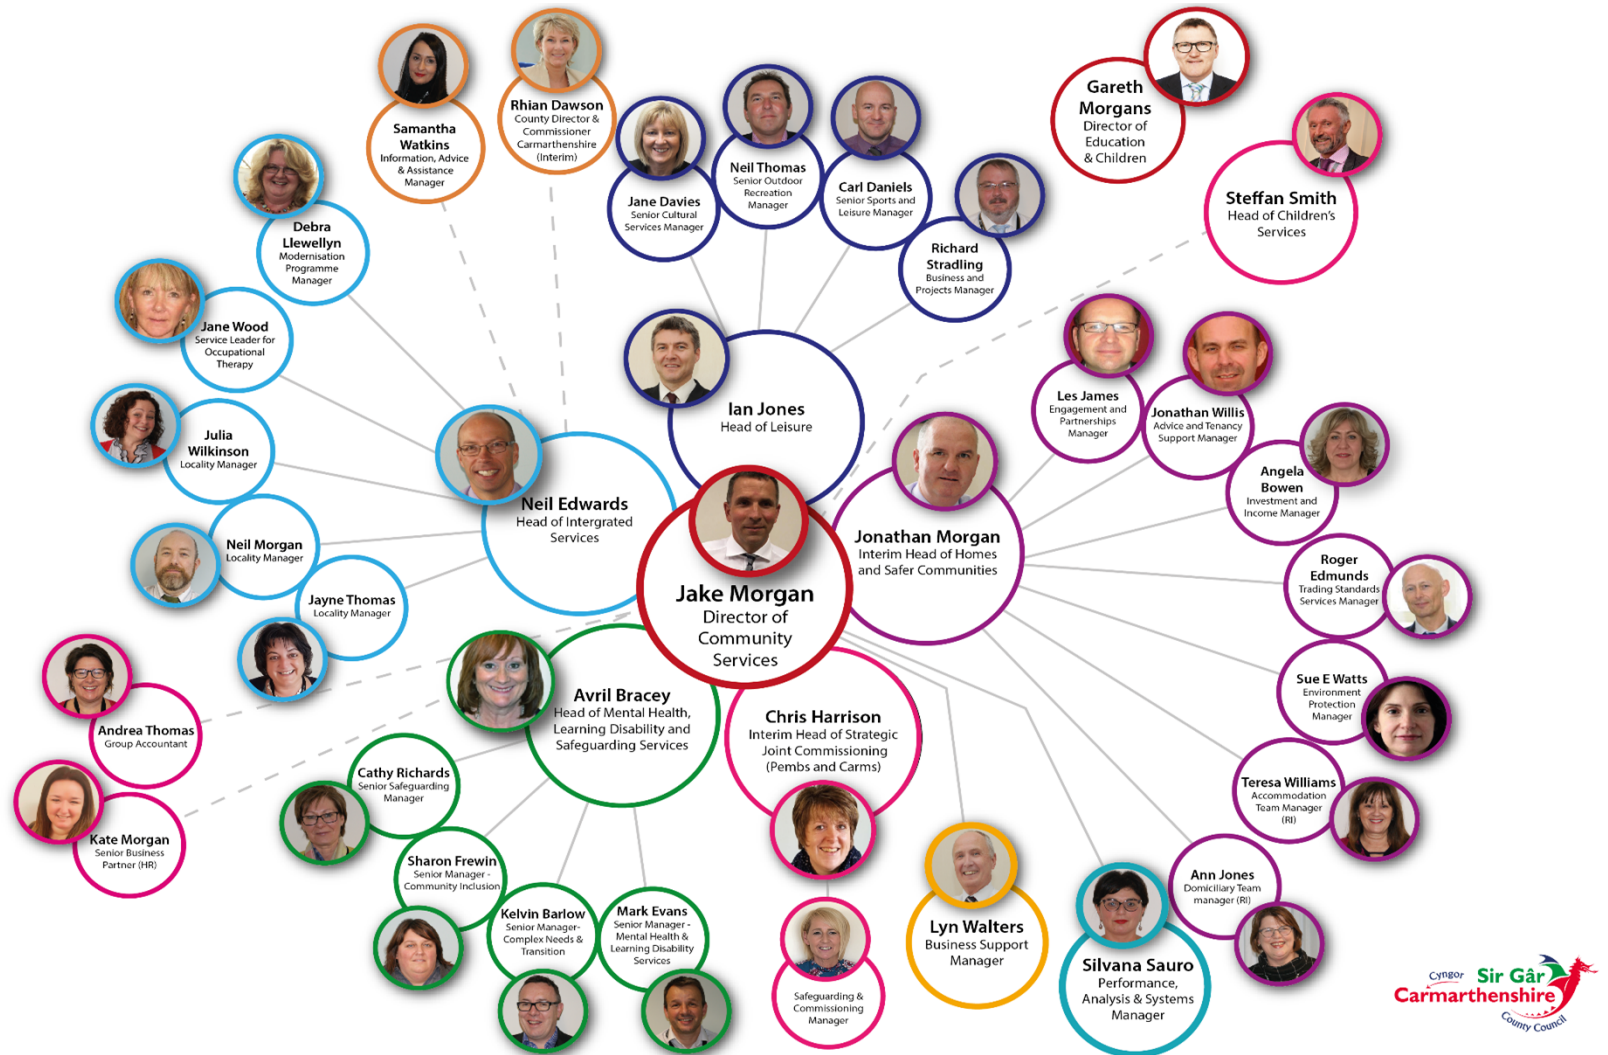 Samantha
Watkins
Information, Advice
& Assistance
Manager
Rhian Dawson
County Director &
Commissioner
Carmarthenshire
(Interim)
Jane Davies
Senior Cultural
Services Manager
Neil Thomas
Senior Outdoor
Recreation
Manager
Carl Daniels
Senior Sports and
Leisure Manager
Richard
Stradling
Business and
Projects Manager
Gareth
Morgans
Director of
Education
& Children
Steffan Smith
Head of Children's
Services
Debra
Llewellyn
Modernisation
Programme
Manager
Jane Wood
Service Leader for
Occupational
Therapy
Julia
Wilkinson
Locality Manager
Neil Morgan
Locality Manager
Jayne Thomas
Locality Manager
Neil Edwards
Head of Intergrated
Services
Ian Jones
Head of Leisure
Jake Morgan
Director of
Community
Services
Jonathan Morgan
Interim Head of Homes
and Safer Communities
Les James
Engagement and
Partnerships
Manager
Jonathan Willis
Advice and Tenancy
Support Manager
Angela
Bowen
Investment and
Income Manager
Roger
Edmunds
Trading Standards
Services Manager
Sue E Watts
Environment
Protection
Manager
Teresa Williams
Accommodation
Team Manager
(RI)
Ann Jones
Domiciliary Team
manager (RI)
Andrea Thomas
Group Accountant
Kate Morgan
Senior Business
Partner (HR)
Avril Bracey
Head of Mental Health,
Learning Disability and
Safeguarding Services
Cathy Richards
Senior Safeguarding
Manager
Sharon Frewin
Senior Manager -
Community Inclusion
Kelvin Barlow
Senior Manager-
Complex Needs &
Transition
Mark Evans
Senior Manager -
Mental Health &
Learning Disability
Services
Chris Harrison
Interim Head of Strategic
Joint Commissioning
(Pembs and Carms)
Safeguarding &
Commissioning
Manager
Lyn Walters
Business Support
Manager
Silvana Sauro
Performance,
Analysis & Systems
Manager
Cyngor
Sir Gâr
Carmarthenshire
County Council